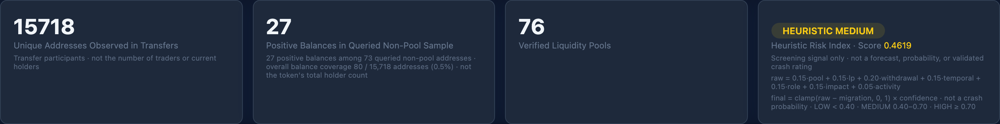 15718
Unique Addresses Observed in Transfers
Transfer participants · not the number of traders or current
holders
27
Positive Balances in Queried Non-Pool Sample
27 positive balances among 73 queried non-pool addresses ·
overall balance coverage 80 / 15,718 addresses (0.5%) · not
the token's total holder count
76
Verified Liquidity Pools
HEURISTIC MEDIUM
Heuristic Risk Index · Score 0.4619
Screening signal only · not a forecast, probability, or validated
crash rating
raw = 0.15·pool + 0.15·lp + 0.20·withdrawal + 0.15·temporal +
0.15·role + 0.15·impact + 0.05·activity
final = clamp(raw − migration, 0, 1) × confidence · not a crash
probability · LOW < 0.40 · MEDIUM 0.40–0.70 · HIGH ≥ 0.70